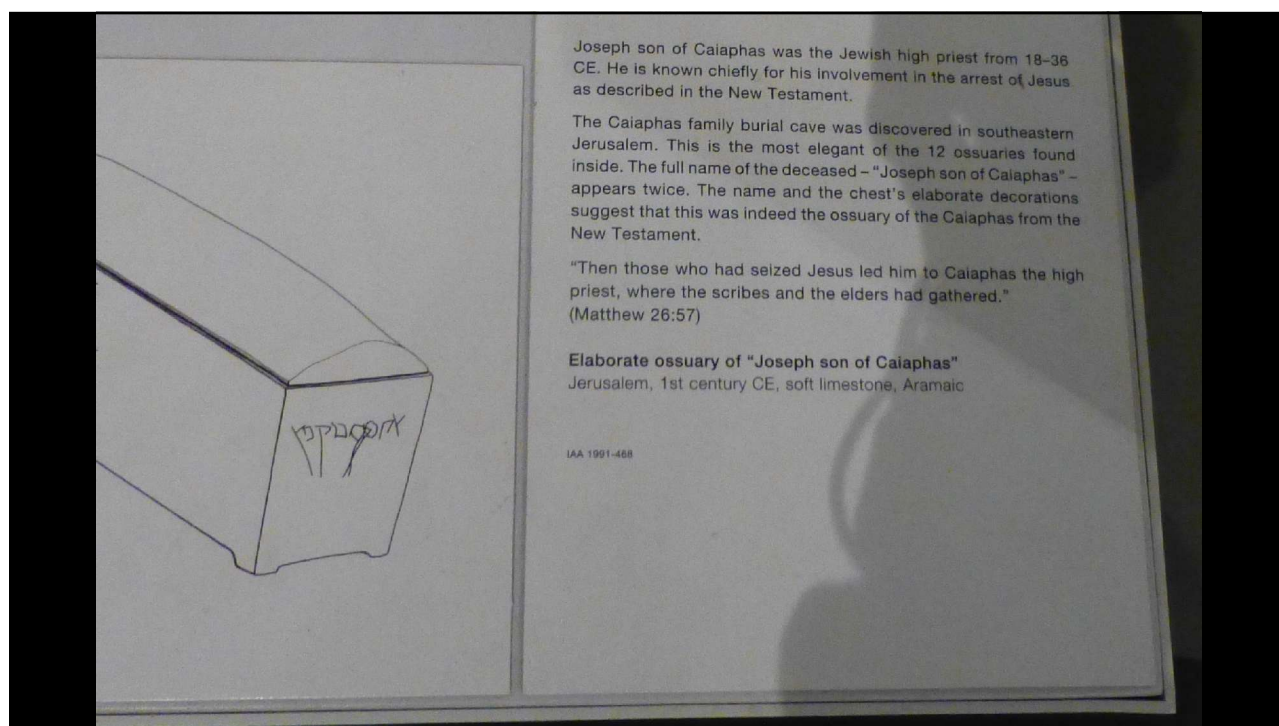 Joseph son of Caiaphas was the Jewish high priest from 18–36
CE. He is known chiefly for his involvement in the arrest of Jesus
as described in the New Testament.
The Caiaphas family burial cave was discovered in southeastern
Jerusalem. This is the most elegant of the 12 ossuaries found
inside. The full name of the deceased – “Joseph son of Caiaphas” –
appears twice. The name and the chest's elaborate decorations
suggest that this was indeed the ossuary of the Caiaphas from the
New Testament.
“Then those who had seized Jesus led him to Caiaphas the high
priest, where the scribes and the elders had gathered.”
(Matthew 26:57)
Elaborate ossuary of “Joseph son of Caiaphas”
Jerusalem, 1st century CE, soft limestone, Aramaic
IAA 1991-468